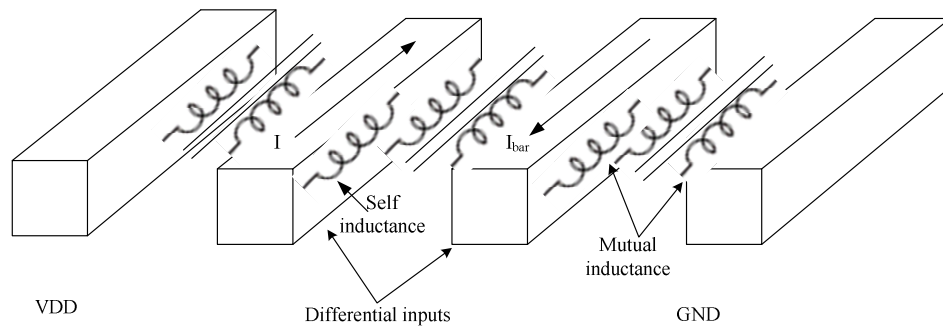 I
I_bar
Self
inductance
Mutual
inductance
VDD
Differential inputs
GND